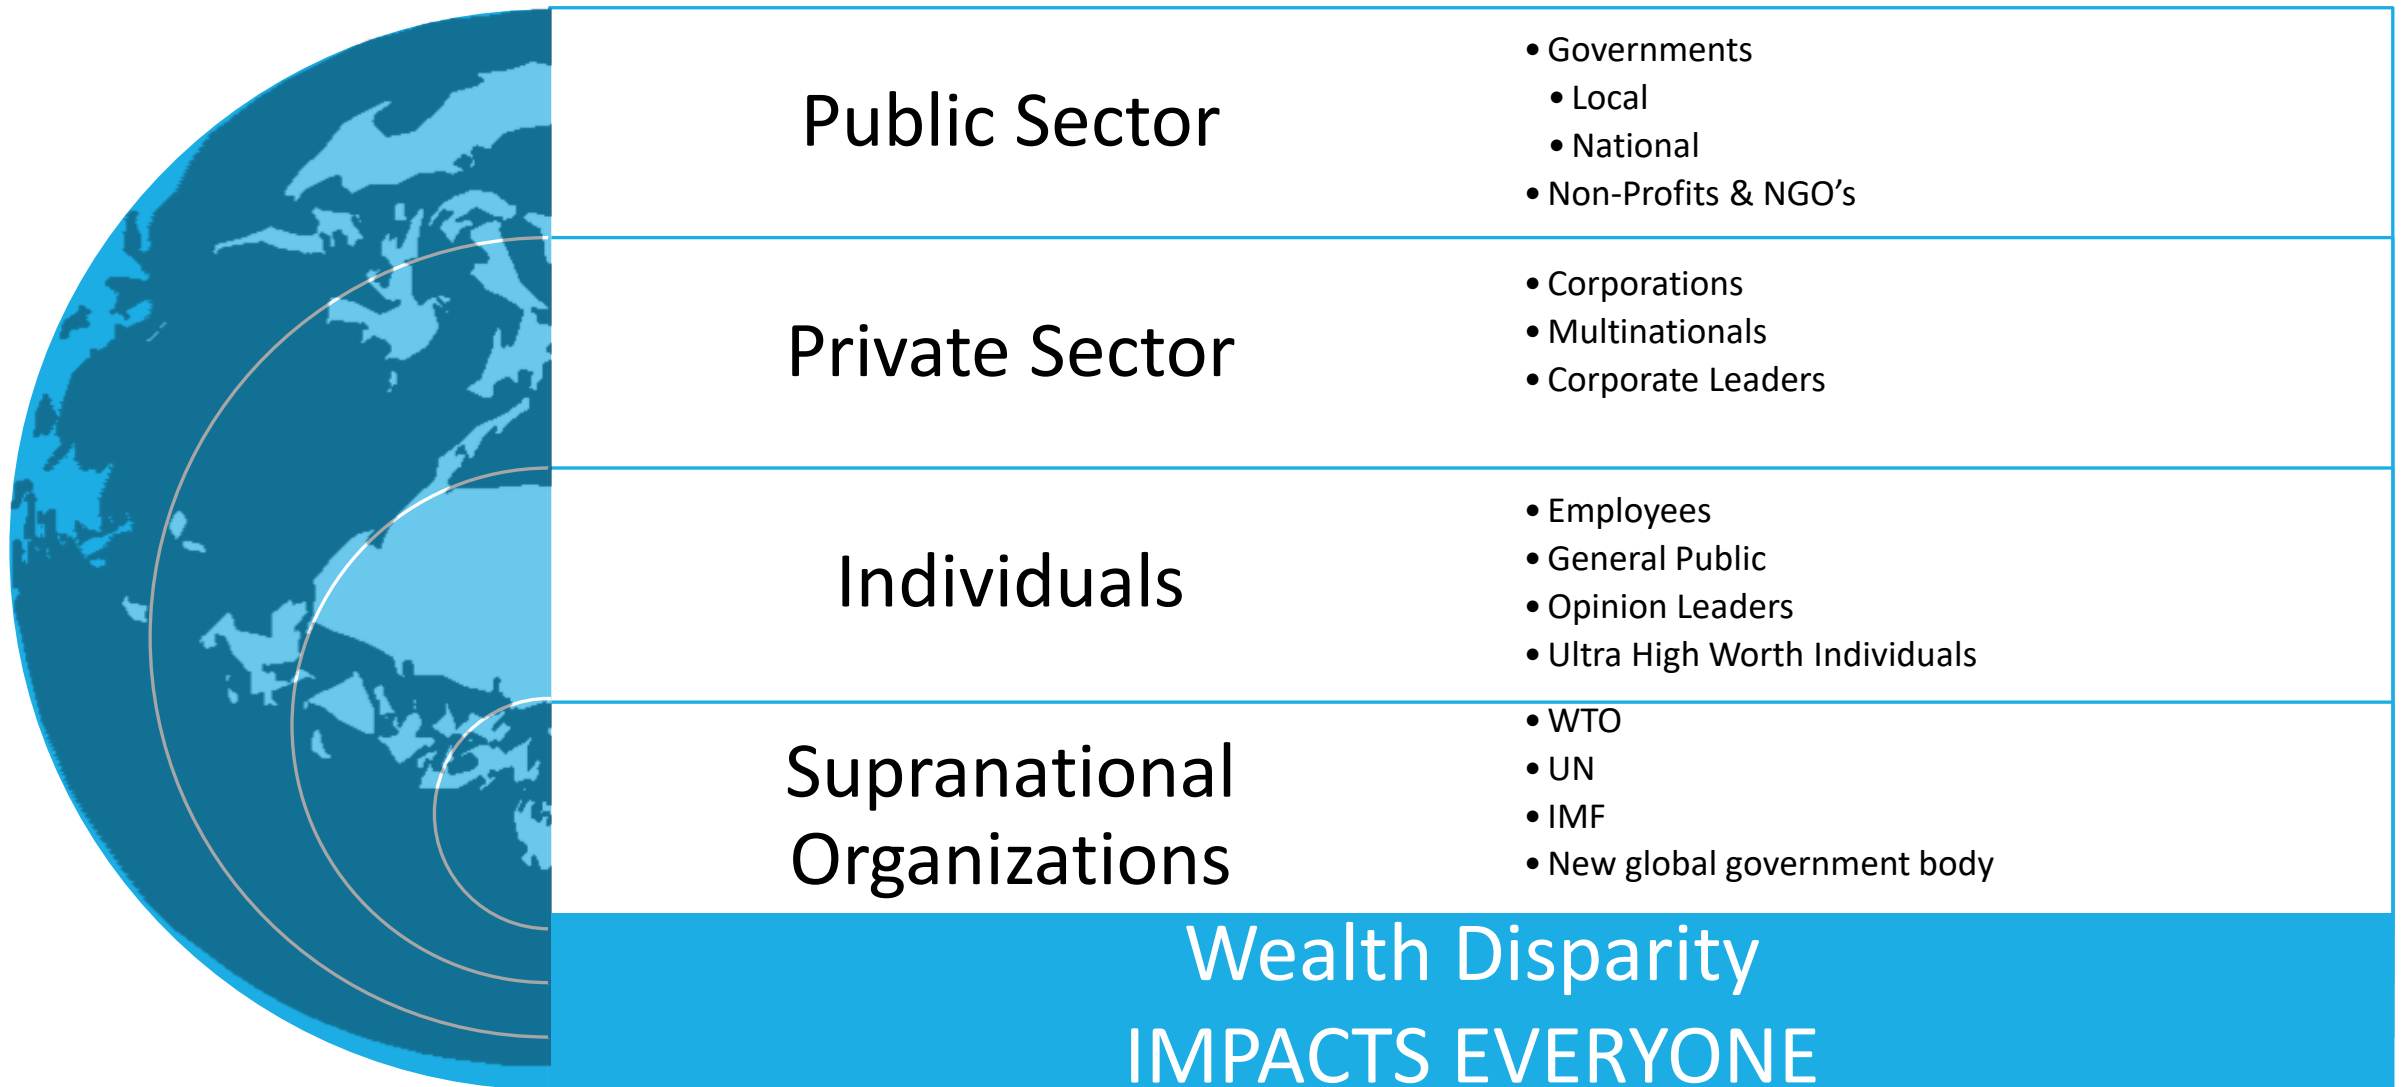 Public Sector
• Governments
• Local
• National
• Non-Profits & NGO’s
Private Sector
• Corporations
• Multinationals
• Corporate Leaders
Individuals
• Employees
• General Public
• Opinion Leaders
• Ultra High Worth Individuals
Supranational
Organizations
• WTO
• UN
• IMF
• New global government body
Wealth Disparity
IMPACTS EVERYONE